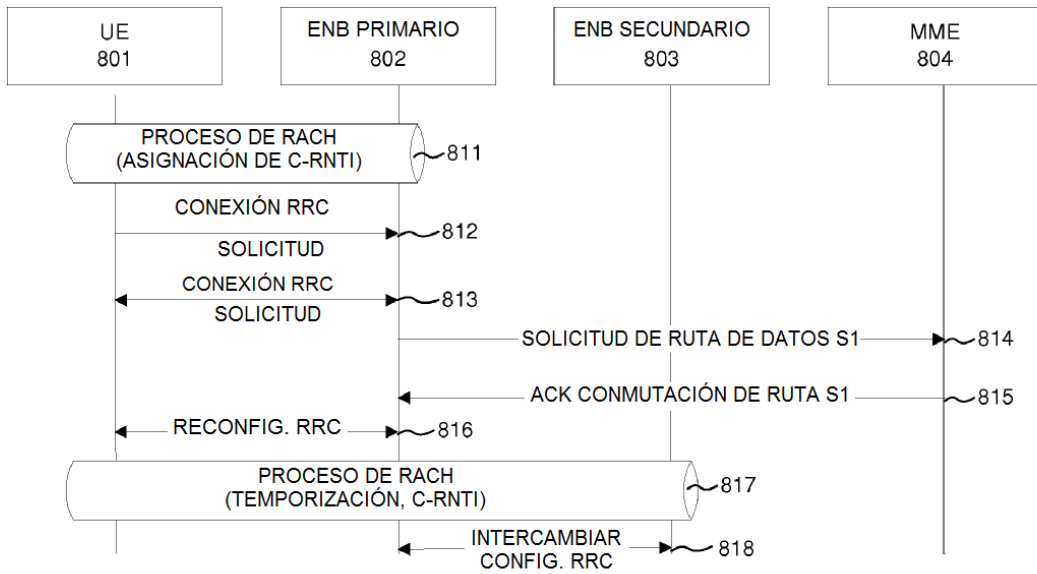 UE
801
ENB PRIMARIO
802
ENB SECUNDARIO
803
MME
804
PROCESO DE RACH
(ASIGNACIÓN DE C-RNTI)
811
CONEXIÓN RRC
SOLICITUD
812
CONEXIÓN RRC
SOLICITUD
813
SOLICITUD DE RUTA DE DATOS S1
814
ACK CONMUTACIÓN DE RUTA S1
815
RECONFIG. RRC
816
PROCESO DE RACH
(TEMPORIZACIÓN, C-RNTI)
817
INTERCAMBIAR
CONFIG. RRC
818